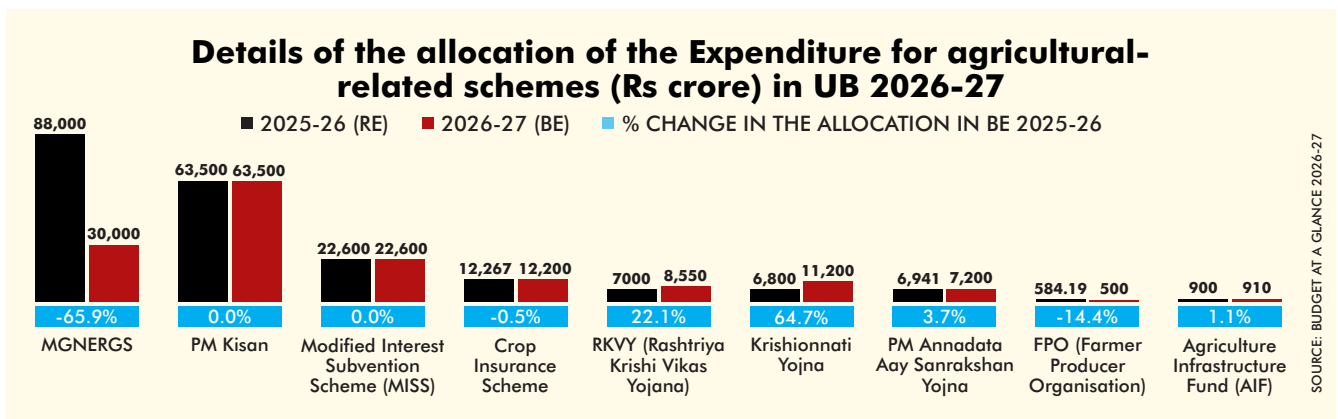 Details of the allocation of the Expenditure for agricultural-
related schemes (Rs crore) in UB 2026-27
2025-26 (RE) 2026-27 (BE) % CHANGE IN THE ALLOCATION IN BE 2025-26
88,000 30,000
-65.9%
MGNERGS
63,500 63,500
0.0%
PM Kisan
22,600 22,600
0.0%
Modified Interest
Subvention
Scheme (MISS)
12,267 12,200
-0.5%
Crop
Insurance
Scheme
7000 8,550
22.1%
RKVY (Rashtriya
Krishi Vikas
Yojana)
6,800 11,200
64.7%
Krishionnati
Yojna
6,941 7,200
3.7%
PM Annadata
Aay Sanrakshan
Yojna
584.19 500
-14.4%
FPO (Farmer
Producer
Organisation)
900 910
1.1%
Agriculture
Infrastructure
Fund (AIF)
SOURCE: BUDGET AT A GLANCE 2026-27